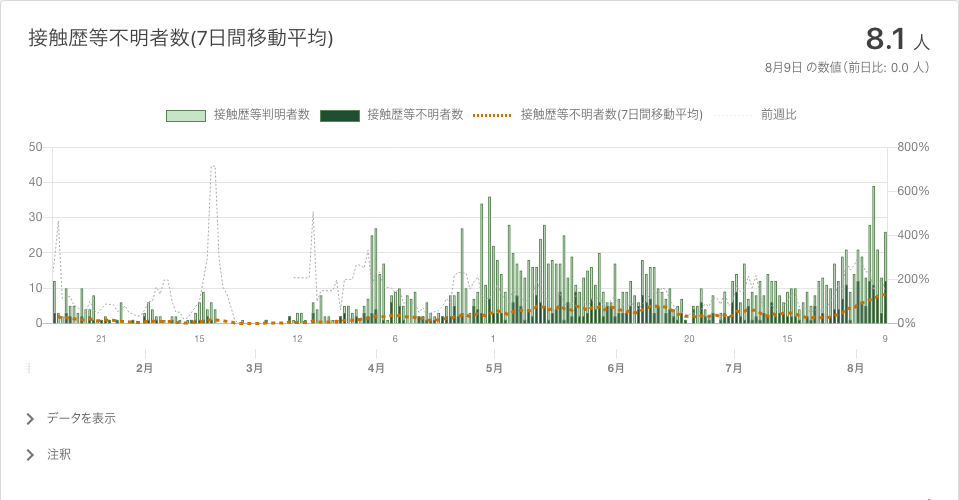 接触歴等不明者数(7日間移動平均)
8.1 人
8月9日 の数値（前日比: 0.0 人）
接触歴等判明者数 接触歴等不明者数 接触歴等不明者数(7日間移動平均) 前週比
50 800%
40 600%
30 400%
20 200%
10 0%
0
21 15 12 6 1 26 20 15 9
2月 3月 4月 5月 6月 7月 8月
データを表示
注釈